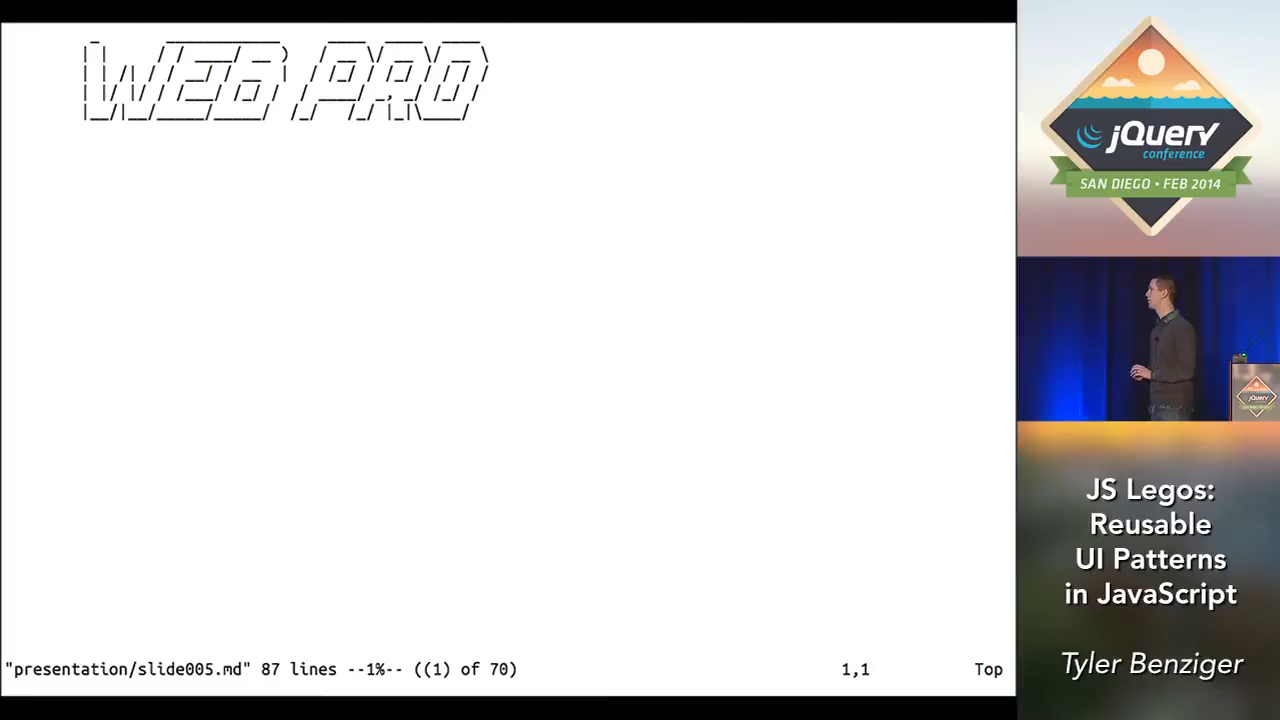 WEB PRO
"presentation/slide005.md" 87 lines --1%-- ((1) of 70)
1,1
Top
jQuery
conference
SAN DIEGO • FEB 2014
jQuery
JS Legos:
Reusable
UI Patterns
in JavaScript
Tyler Benziger